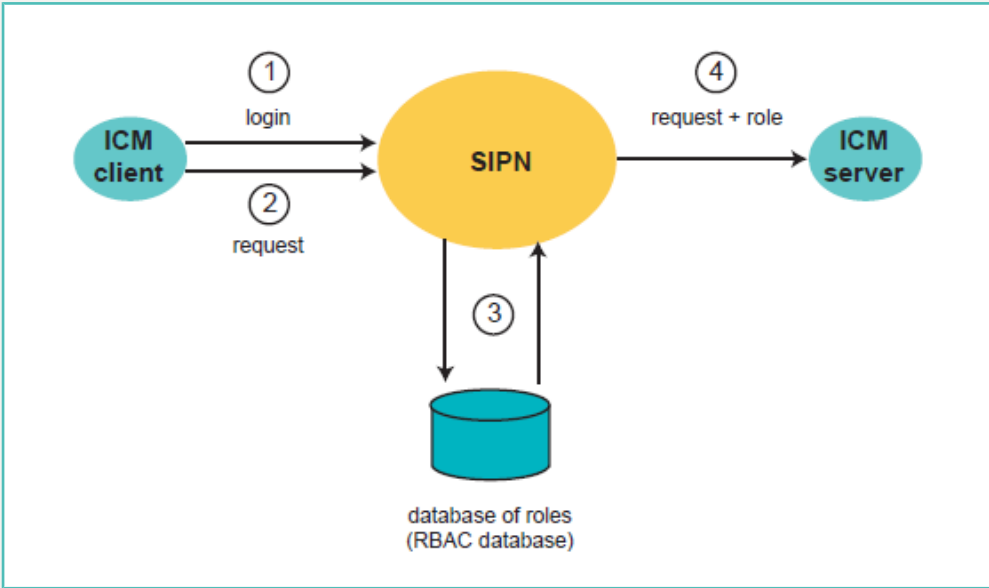 1
login
ICM
client
2
request
SIPN
3
4
request + role
ICM
server
database of roles
(RBAC database)